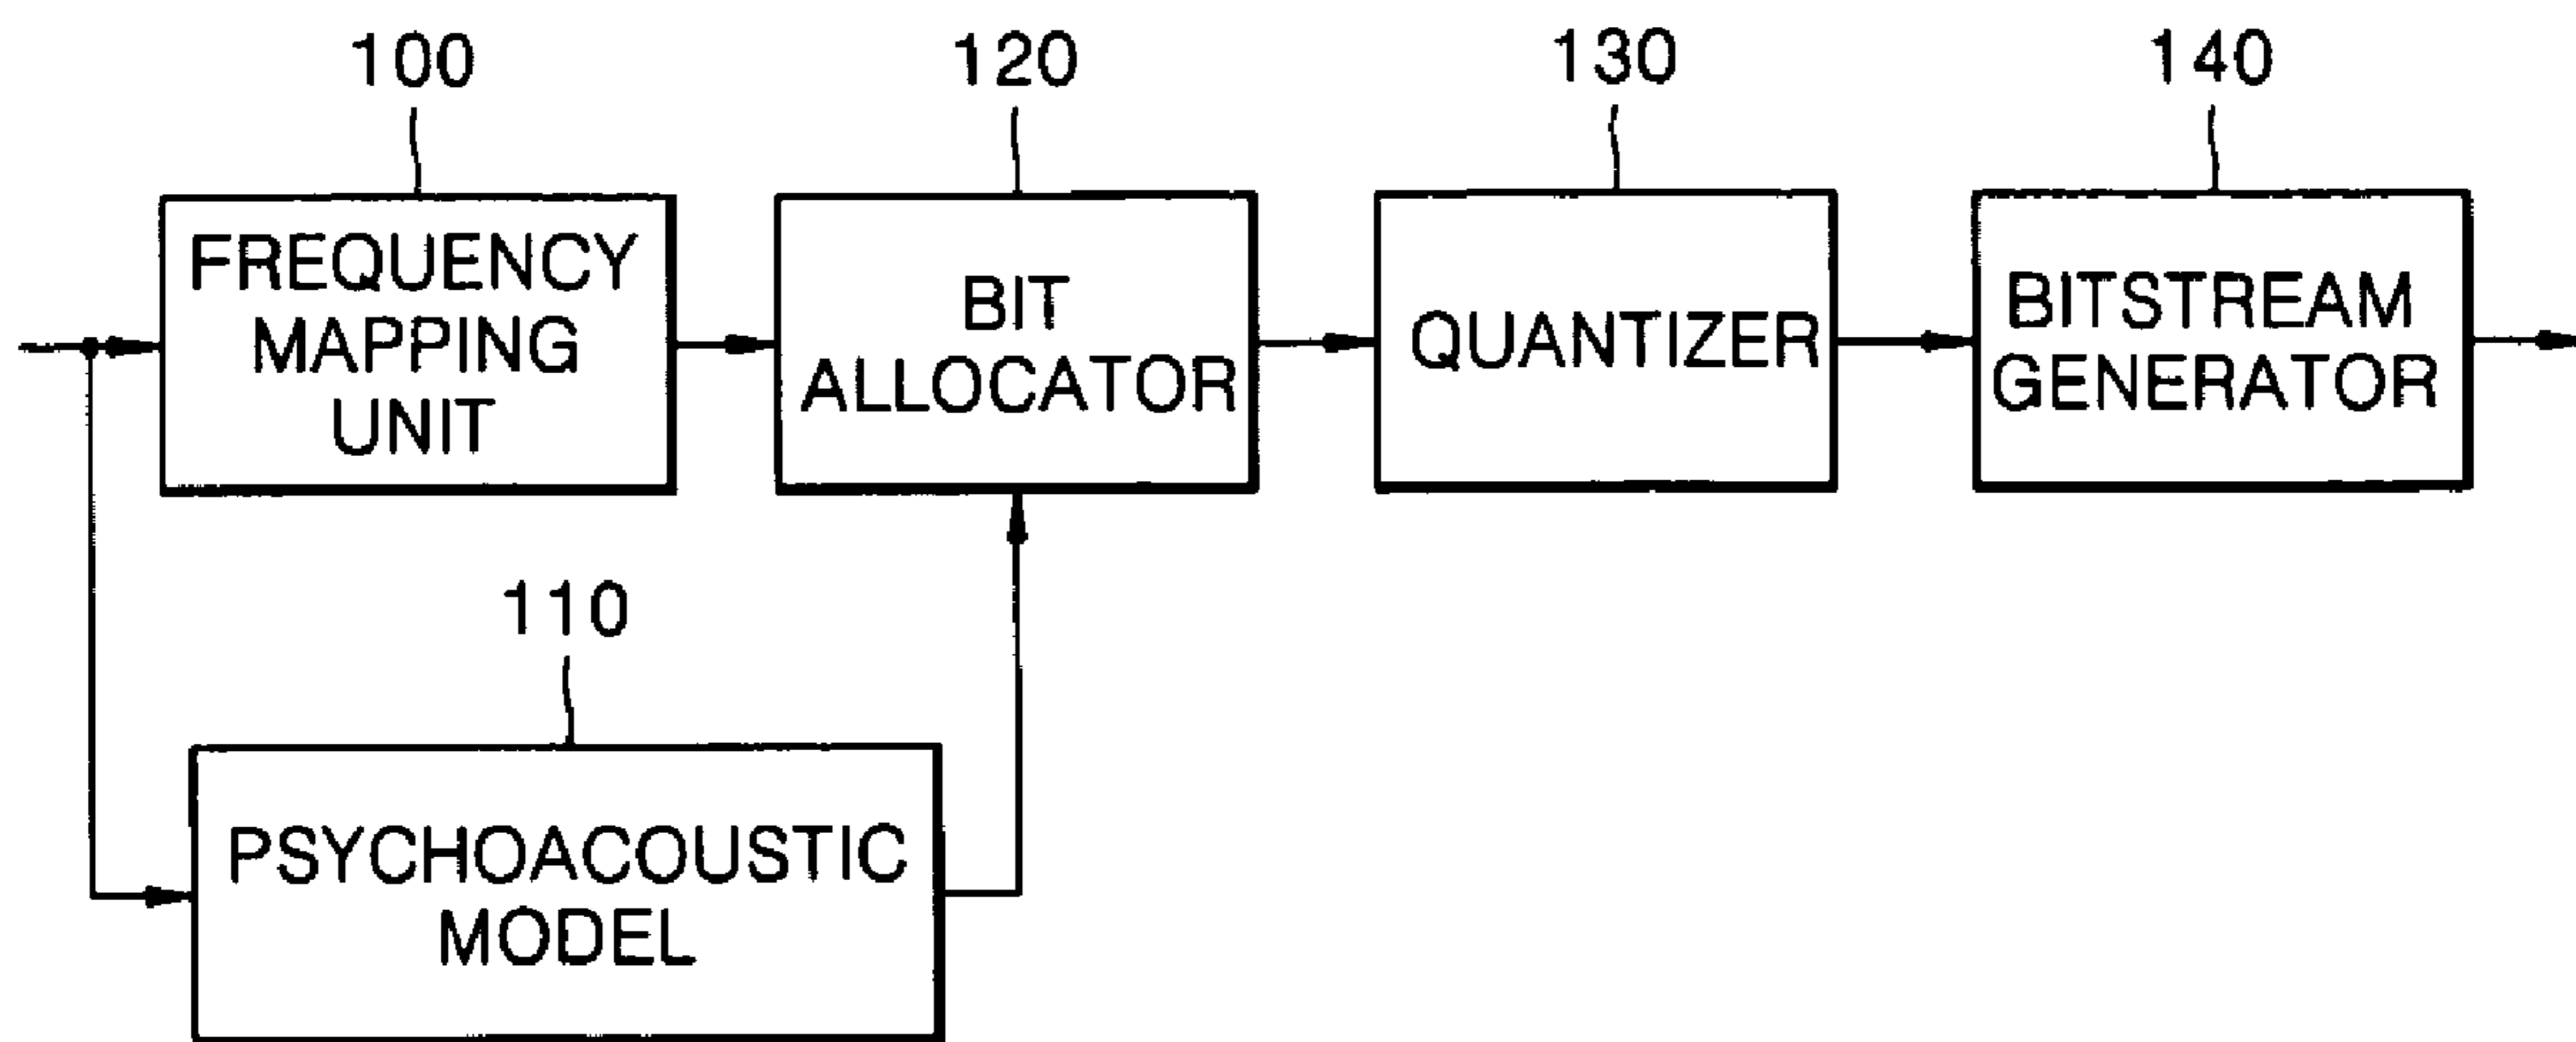 100
120
130
140
FREQUENCY
MAPPING
UNIT
BIT
ALLOCATOR
QUANTIZER
BITSTREAM
GENERATOR
110
PSYCHOACOUSTIC
MODEL